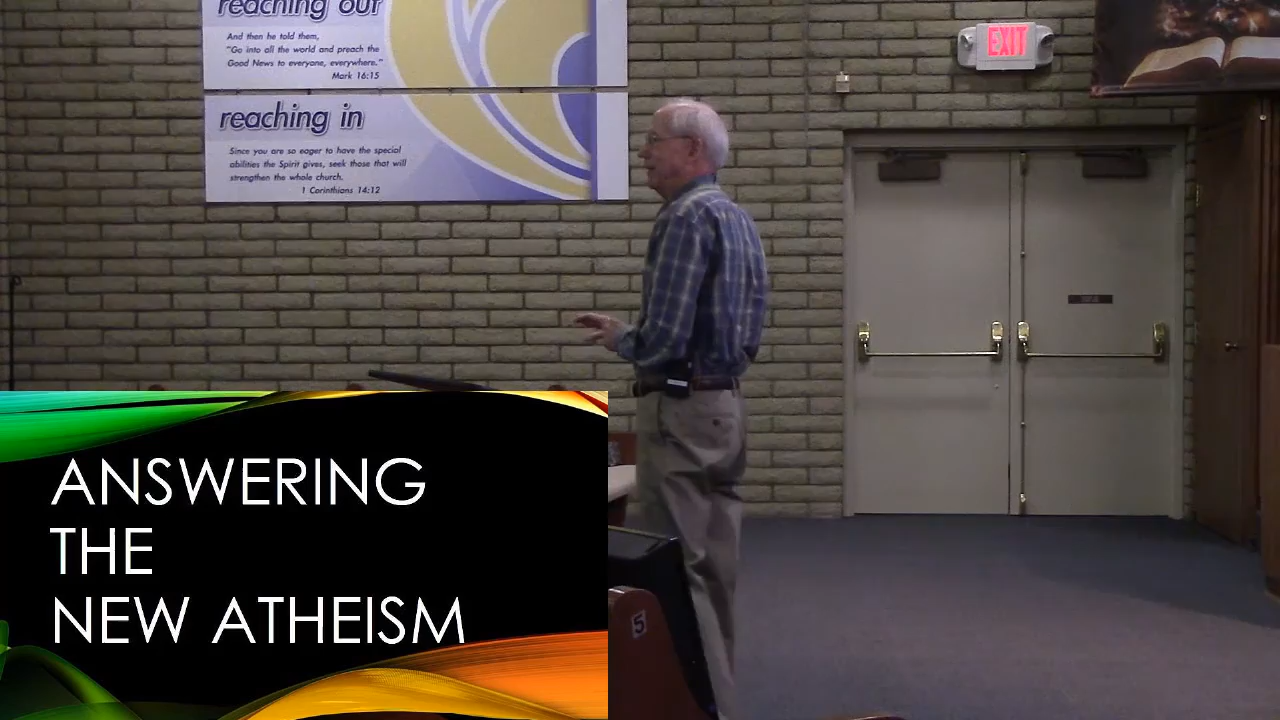 reaching out
And then he told them,
"Go into all the world and preach the
Good News to everyone, everywhere."
Mark 16:15
reaching in
Since you are so eager to have the special
abilities the Spirit gives, seek those that will
strengthen the whole church.
1 Corinthians 14:12
EXIT
ANSWERING
THE
NEW ATHEISM
5